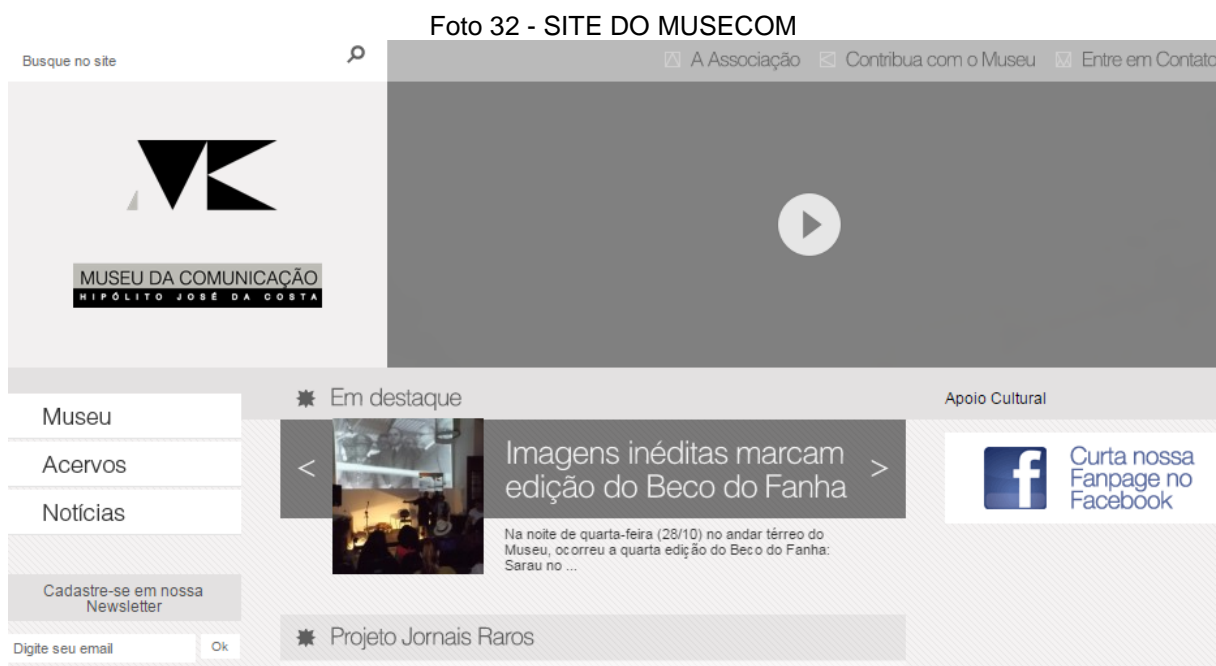 Foto 32 - SITE DO MUSECOM
Busque no site
A Associação
Contribua com o Museu
Entre em Contato
MUSEU DA COMUNICAÇÃO
HIPÓLITO JOSÉ DA COSTA
Museu
Acervos
Notícias
Cadastre-se em nossa
Newsletter
Digite seu email
Ok
Em destaque
<
Imagens inéditas marcam
edição do Beco do Fanha
>
Na noite de quarta-feira (28/10) no andar térreo do
Museu, ocorreu a quarta edição do Beco do Fanha:
Sarau no ...
Projeto Jornais Raros
Apoio Cultural
f
Curta nossa
Fanpage no
Facebook